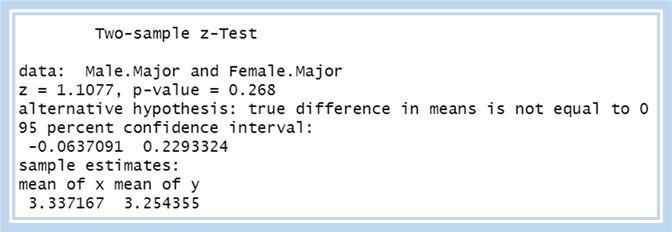 Two-sample z-Test
data:  Male.Major and Female.Major
z = 1.1077, p-value = 0.268
alternative hypothesis: true difference in means is not equal to 0
95 percent confidence interval:
-0.0637091  0.2293324
sample estimates:
mean of x mean of y
3.337167  3.254355